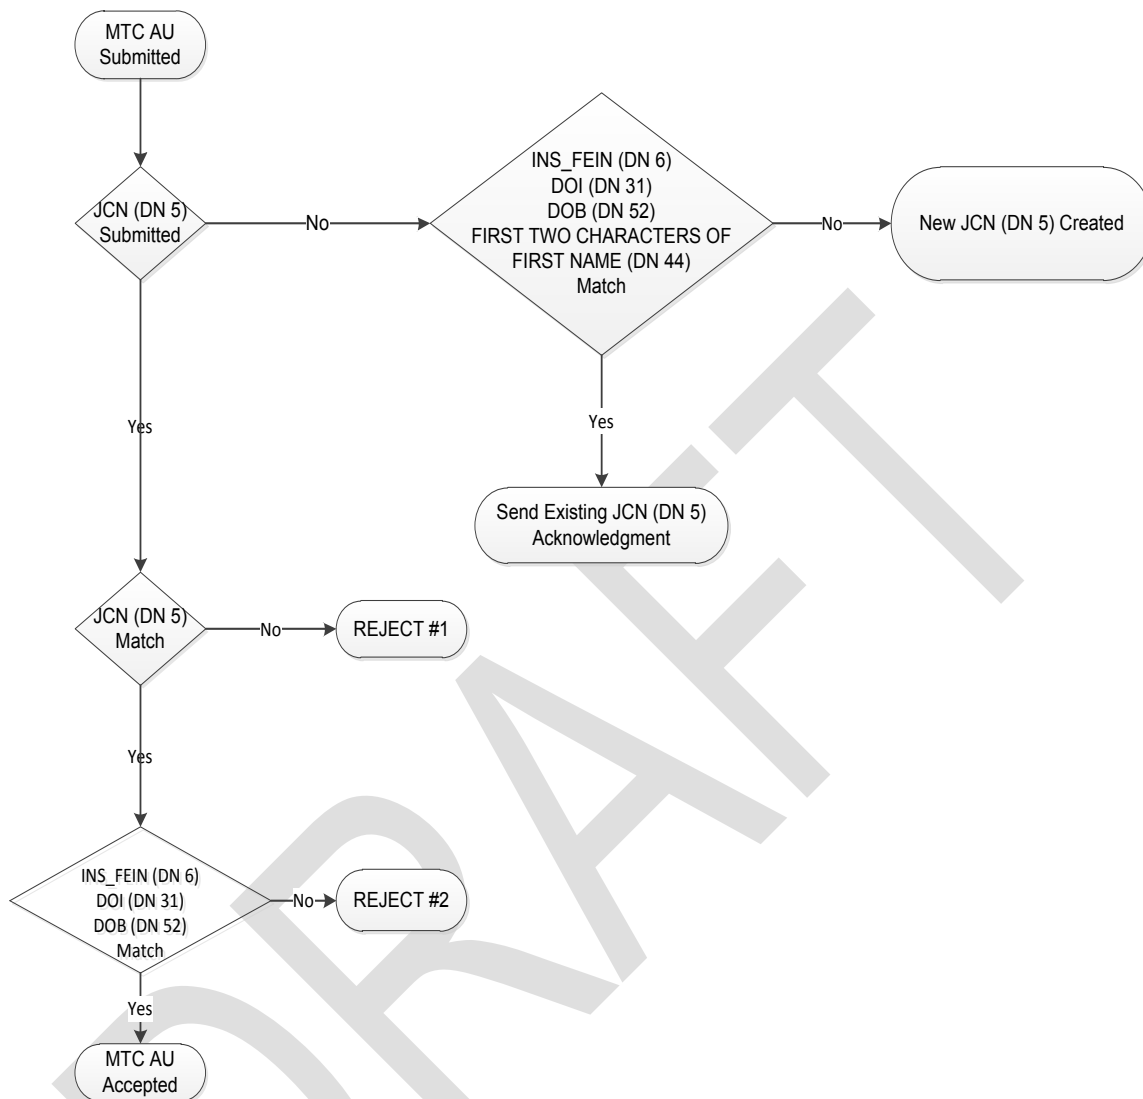 MTC AU
Submitted
JCN (DN 5)
Submitted
No
INS_FEIN (DN 6)
DOI (DN 31)
DOB (DN 52)
FIRST TWO CHARACTERS OF
FIRST NAME (DN 44)
Match
No
New JCN (DN 5) Created
Yes
Send Existing JCN (DN 5)
Acknowledgment
Yes
JCN (DN 5)
Match
No
REJECT #1
Yes
INS_FEIN (DN 6)
DOI (DN 31)
DOB (DN 52)
Match
No
REJECT #2
Yes
MTC AU
Accepted
DRAFT